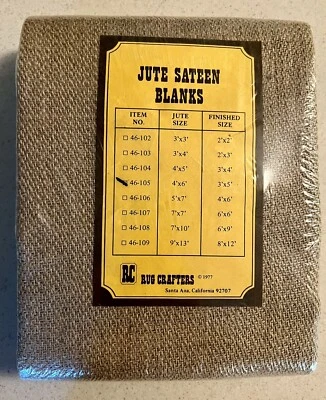 JUTE SATEEN
BLANKS
ITEM NO. JUTE SIZE FINISHED SIZE
46-102 3'x3' 2'x2'
46-103 3'x4' 2'x3'
46-104 4'x5' 3'x4'
46-105 4'x6' 3'x5'
46-106 5'x7' 4'x6'
46-107 7'x7' 6'x6'
46-108 7'x10' 6'x9'
46-109 9'x13' 8'x12'
RC RUG CRAFTERS © 1977
Santa Ana, California 92707